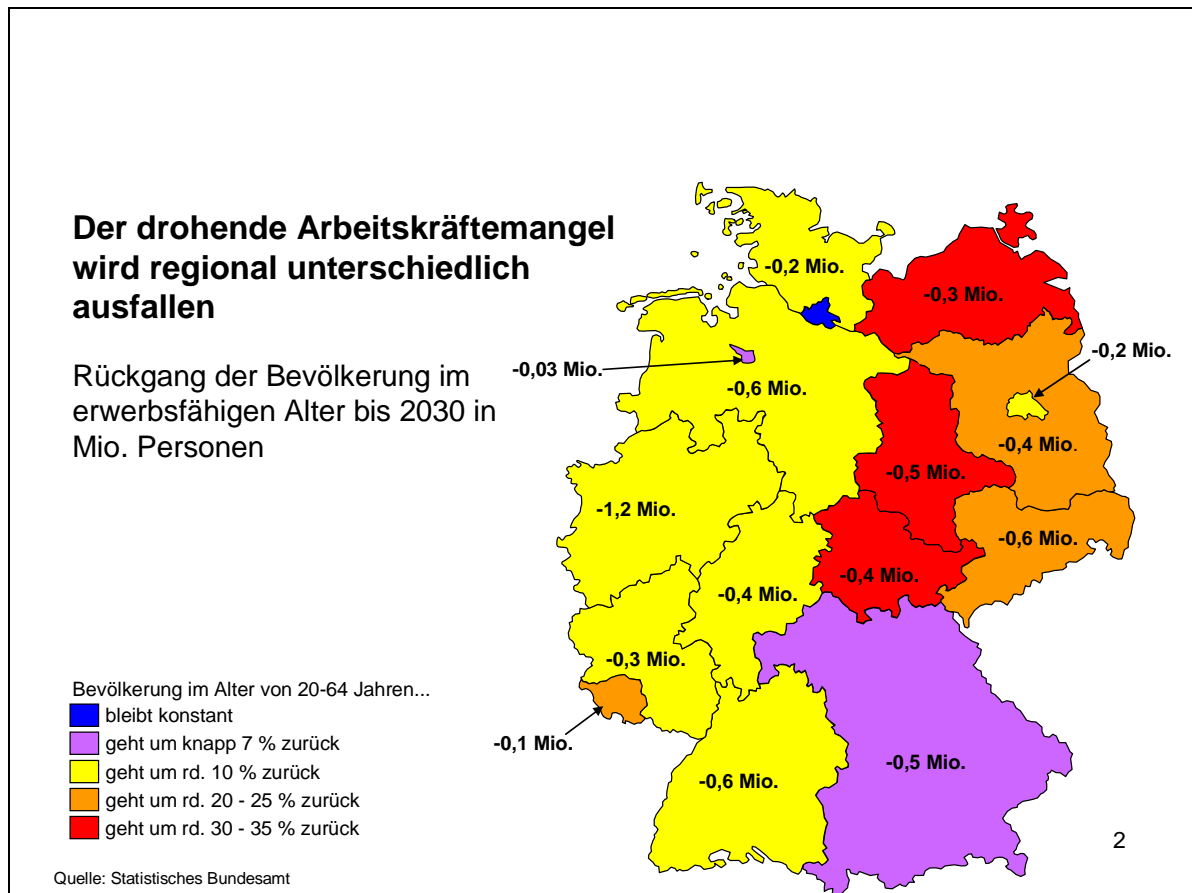 Der drohende Arbeitskräftemangel
wird regional unterschiedlich
ausfallen
Rückgang der Bevölkerung im
erwerbsfähigen Alter bis 2030 in
Mio. Personen
-0,2 Mio.
-0,3 Mio.
-0,2 Mio.
-0,03 Mio.
-0,6 Mio.
-0,4 Mio.
-0,5 Mio.
-1,2 Mio.
-0,6 Mio.
-0,4 Mio.
-0,4 Mio.
-0,3 Mio.
-0,1 Mio.
-0,5 Mio.
-0,6 Mio.
Bevölkerung im Alter von 20-64 Jahren...
bleibt konstant
geht um knapp 7 % zurück
geht um rd. 10 % zurück
geht um rd. 20 - 25 % zurück
geht um rd. 30 - 35 % zurück
2
Quelle: Statistisches Bundesamt